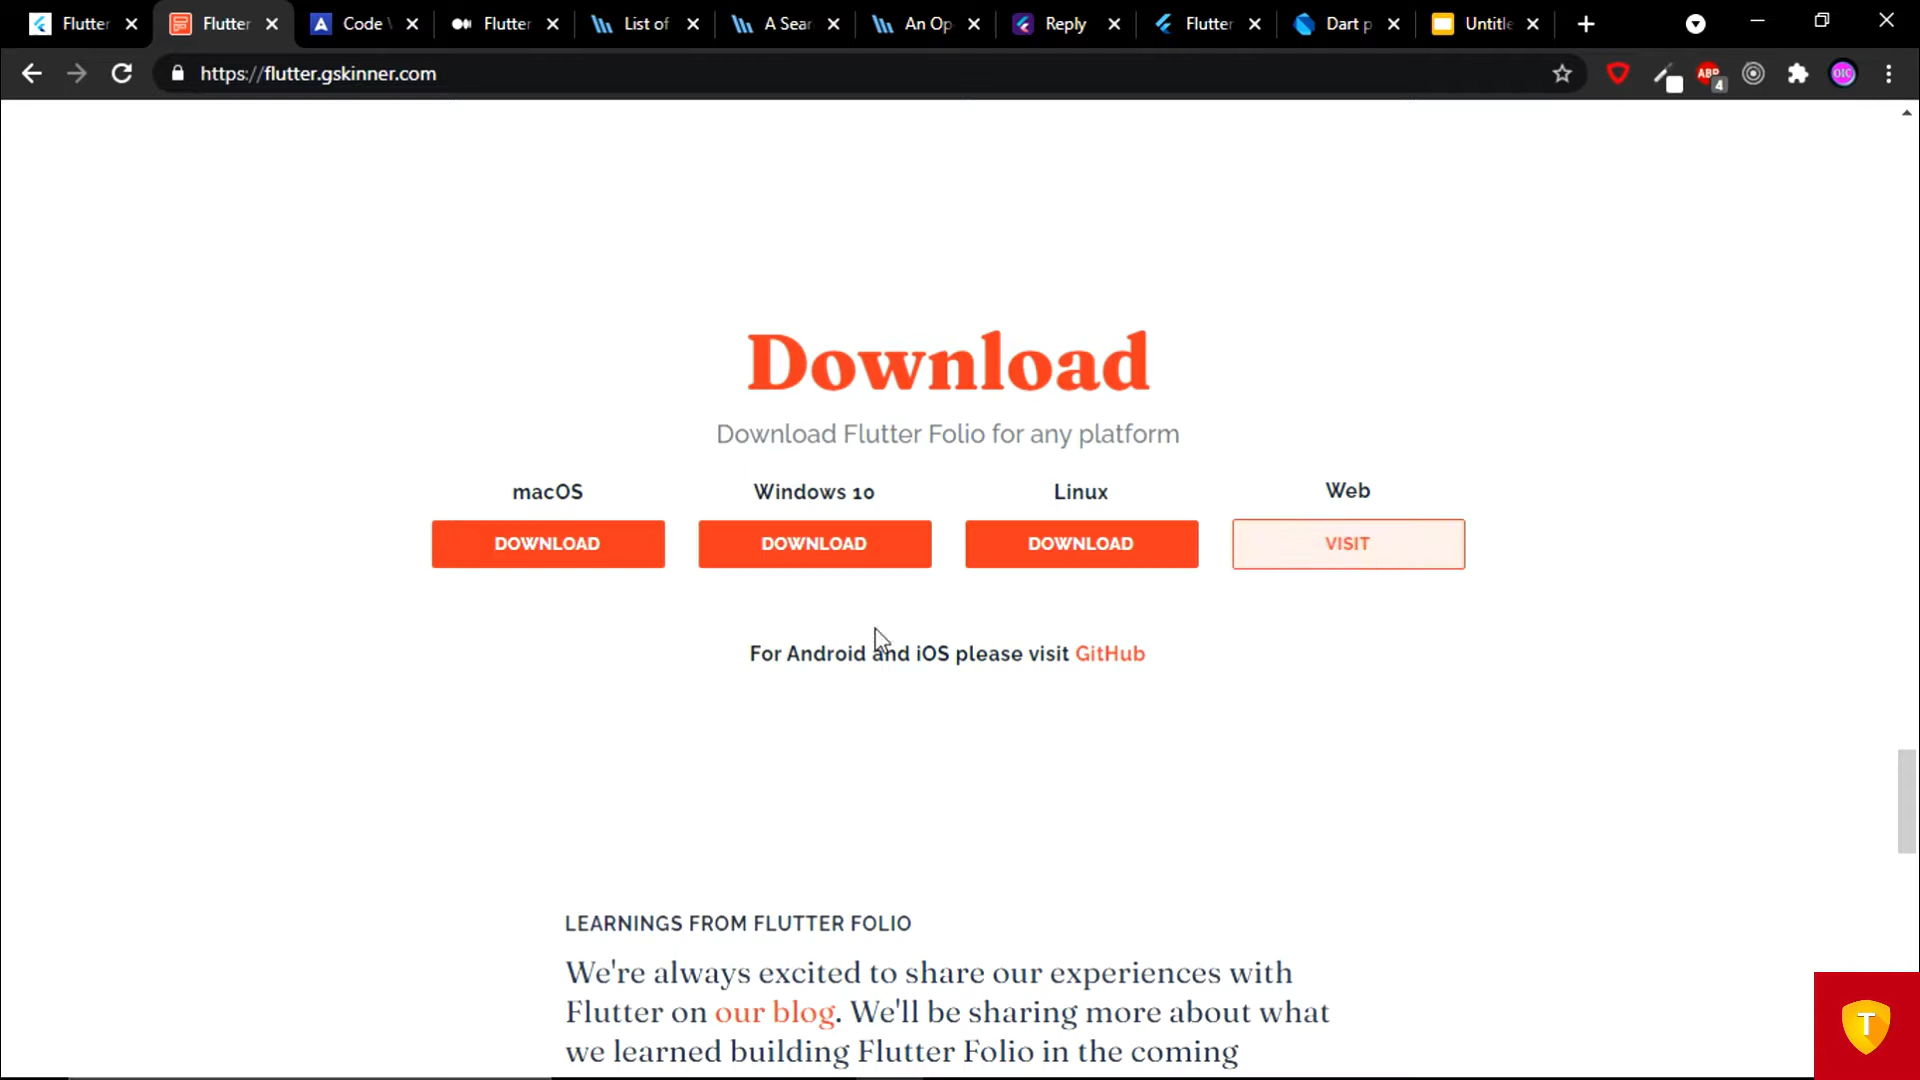 Flutter
Flutter
Code
Flutter
List of
A Sear
An Op
Reply
Flutter
Dart p
Untitle
https://flutter.gskinner.com
ABP
4
OIC
Download
Download Flutter Folio for any platform
macOS
Windows 10
Linux
Web
DOWNLOAD
DOWNLOAD
DOWNLOAD
VISIT
For Android and iOS please visit GitHub
LEARNINGS FROM FLUTTER FOLIO
We're always excited to share our experiences with
Flutter on our blog. We'll be sharing more about what
we learned building Flutter Folio in the coming
T